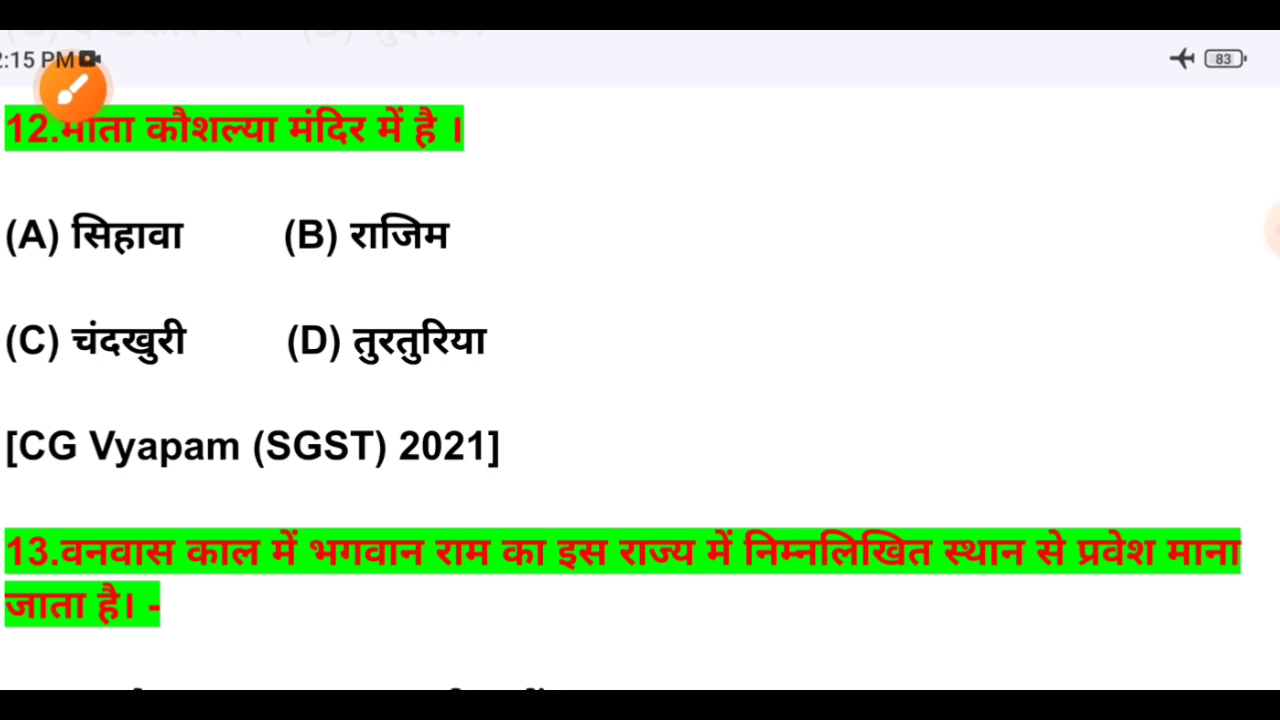 2:15 PM 83
12.माता कौशल्या मंदिर में है ।
(A) सिहावा (B) राजिम
(C) चंदखुरी (D) तुरतुरिया
[CG Vyapam (SGST) 2021]
13.वनवास काल में भगवान राम का इस राज्य में निम्नलिखित स्थान से प्रवेश माना
जाता है। -